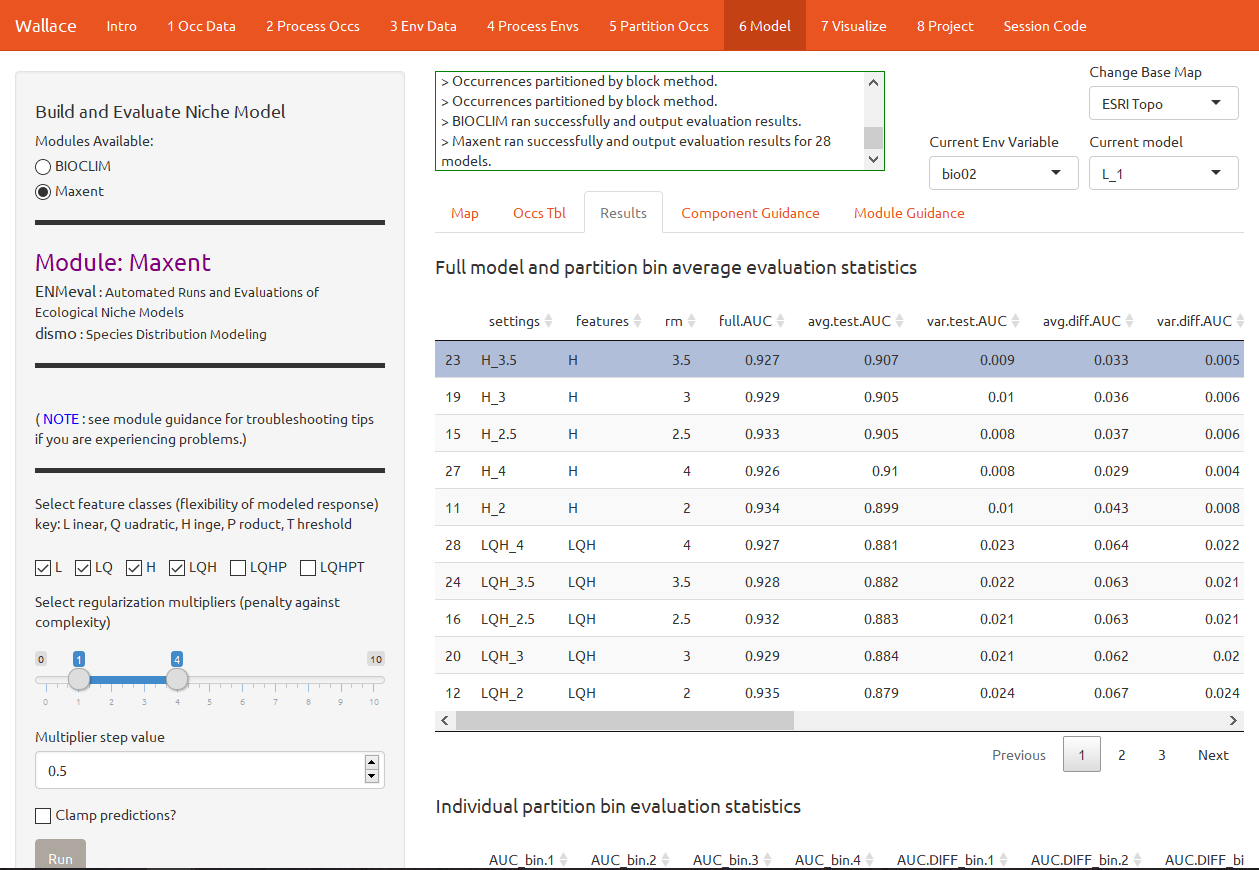 Wallace Intro 1 Occ Data 2 Process Occs 3 Env Data 4 Process Envs 5 Partition Occs 6 Model 7 Visualize 8 Project Session Code
Build and Evaluate Niche Model
Modules Available:
BIOCLIM
Maxent
Module: Maxent
ENMeval : Automated Runs and Evaluations of
Ecological Niche Models
dismo : Species Distribution Modeling
( NOTE : see module guidance for troubleshooting tips
if you are experiencing problems.)
Select feature classes (flexibility of modeled response)
key: L inear, Q uadratic, H inge, P roduct, T hreshold
L LQ H LQH LQHP LQHPT
Select regularization multipliers (penalty against
complexity)
0 1 4 10
0 1 2 3 4 5 6 7 8 9 10
Multiplier step value
0.5
Clamp predictions?
Run
> Occurrences partitioned by block method.
> Occurrences partitioned by block method.
> BIOCLIM ran successfully and output evaluation results.
> Maxent ran successfully and output evaluation results for 28
models.
Change Base Map
ESRI Topo
Current Env Variable Current model
bio02 L_1
Map Occs Tbl Results Component Guidance Module Guidance
Full model and partition bin average evaluation statistics
settings features rm full.AUC avg.test.AUC var.test.AUC avg.diff.AUC var.diff.AUC
23 H_3.5 H 3.5 0.927 0.907 0.009 0.033 0.005
19 H_3 H 3 0.929 0.905 0.01 0.036 0.006
15 H_2.5 H 2.5 0.933 0.905 0.008 0.037 0.006
27 H_4 H 4 0.926 0.91 0.008 0.029 0.004
11 H_2 H 2 0.934 0.899 0.01 0.043 0.008
28 LQH_4 LQH 4 0.927 0.881 0.023 0.064 0.022
24 LQH_3.5 LQH 3.5 0.928 0.882 0.022 0.063 0.021
16 LQH_2.5 LQH 2.5 0.932 0.883 0.021 0.063 0.021
20 LQH_3 LQH 3 0.929 0.884 0.021 0.062 0.02
12 LQH_2 LQH 2 0.935 0.879 0.024 0.067 0.024
Previous 1 2 3 Next
Individual partition bin evaluation statistics
AUC_bin.1 AUC_bin.2 AUC_bin.3 AUC_bin.4 AUC.DIFF_bin.1 AUC.DIFF_bin.2 AUC.DIFF_bi